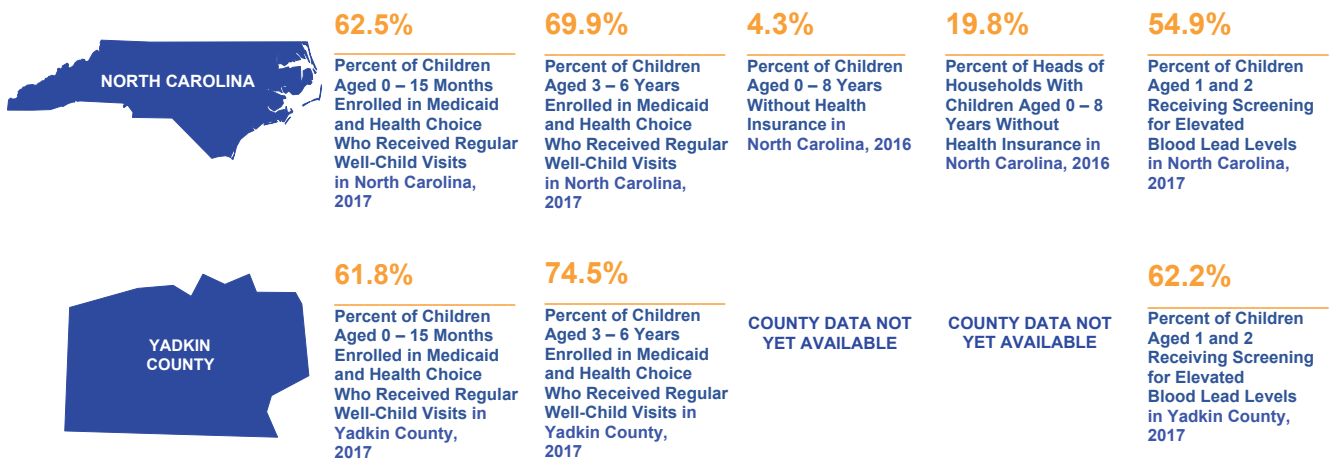 NORTH CAROLINA
62.5%
Percent of Children
Aged 0 – 15 Months
Enrolled in Medicaid
and Health Choice
Who Received Regular
Well-Child Visits
in North Carolina,
2017
69.9%
Percent of Children
Aged 3 – 6 Years
Enrolled in Medicaid
and Health Choice
Who Received Regular
Well-Child Visits
in North Carolina,
2017
4.3%
Percent of Children
Aged 0 – 8 Years
Without Health
Insurance in
North Carolina, 2016
19.8%
Percent of Heads of
Households With
Children Aged 0 – 8
Years Without
Health Insurance in
North Carolina, 2016
54.9%
Percent of Children
Aged 1 and 2
Receiving Screening
for Elevated
Blood Lead Levels
in North Carolina,
2017
YADKIN
COUNTY
61.8%
Percent of Children
Aged 0 – 15 Months
Enrolled in Medicaid
and Health Choice
Who Received Regular
Well-Child Visits in
Yadkin County,
2017
74.5%
Percent of Children
Aged 3 – 6 Years
Enrolled in Medicaid
and Health Choice
Who Received Regular
Well-Child Visits in
Yadkin County,
2017
COUNTY DATA NOT
YET AVAILABLE
COUNTY DATA NOT
YET AVAILABLE
62.2%
Percent of Children
Aged 1 and 2
Receiving Screening
for Elevated
Blood Lead Levels
in Yadkin County,
2017